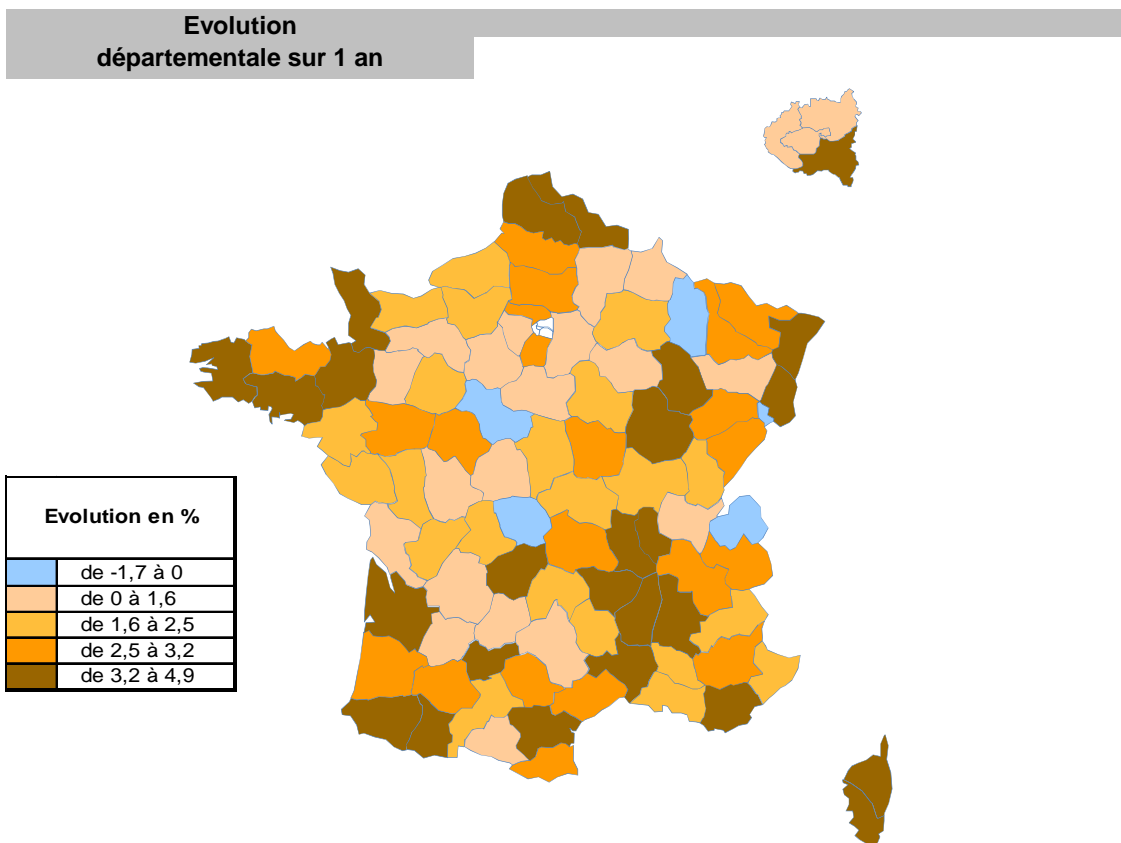 Evolution
départementale sur 1 an
Evolution en %
de -1,7 à 0
de 0 à 1,6
de 1,6 à 2,5
de 2,5 à 3,2
de 3,2 à 4,9